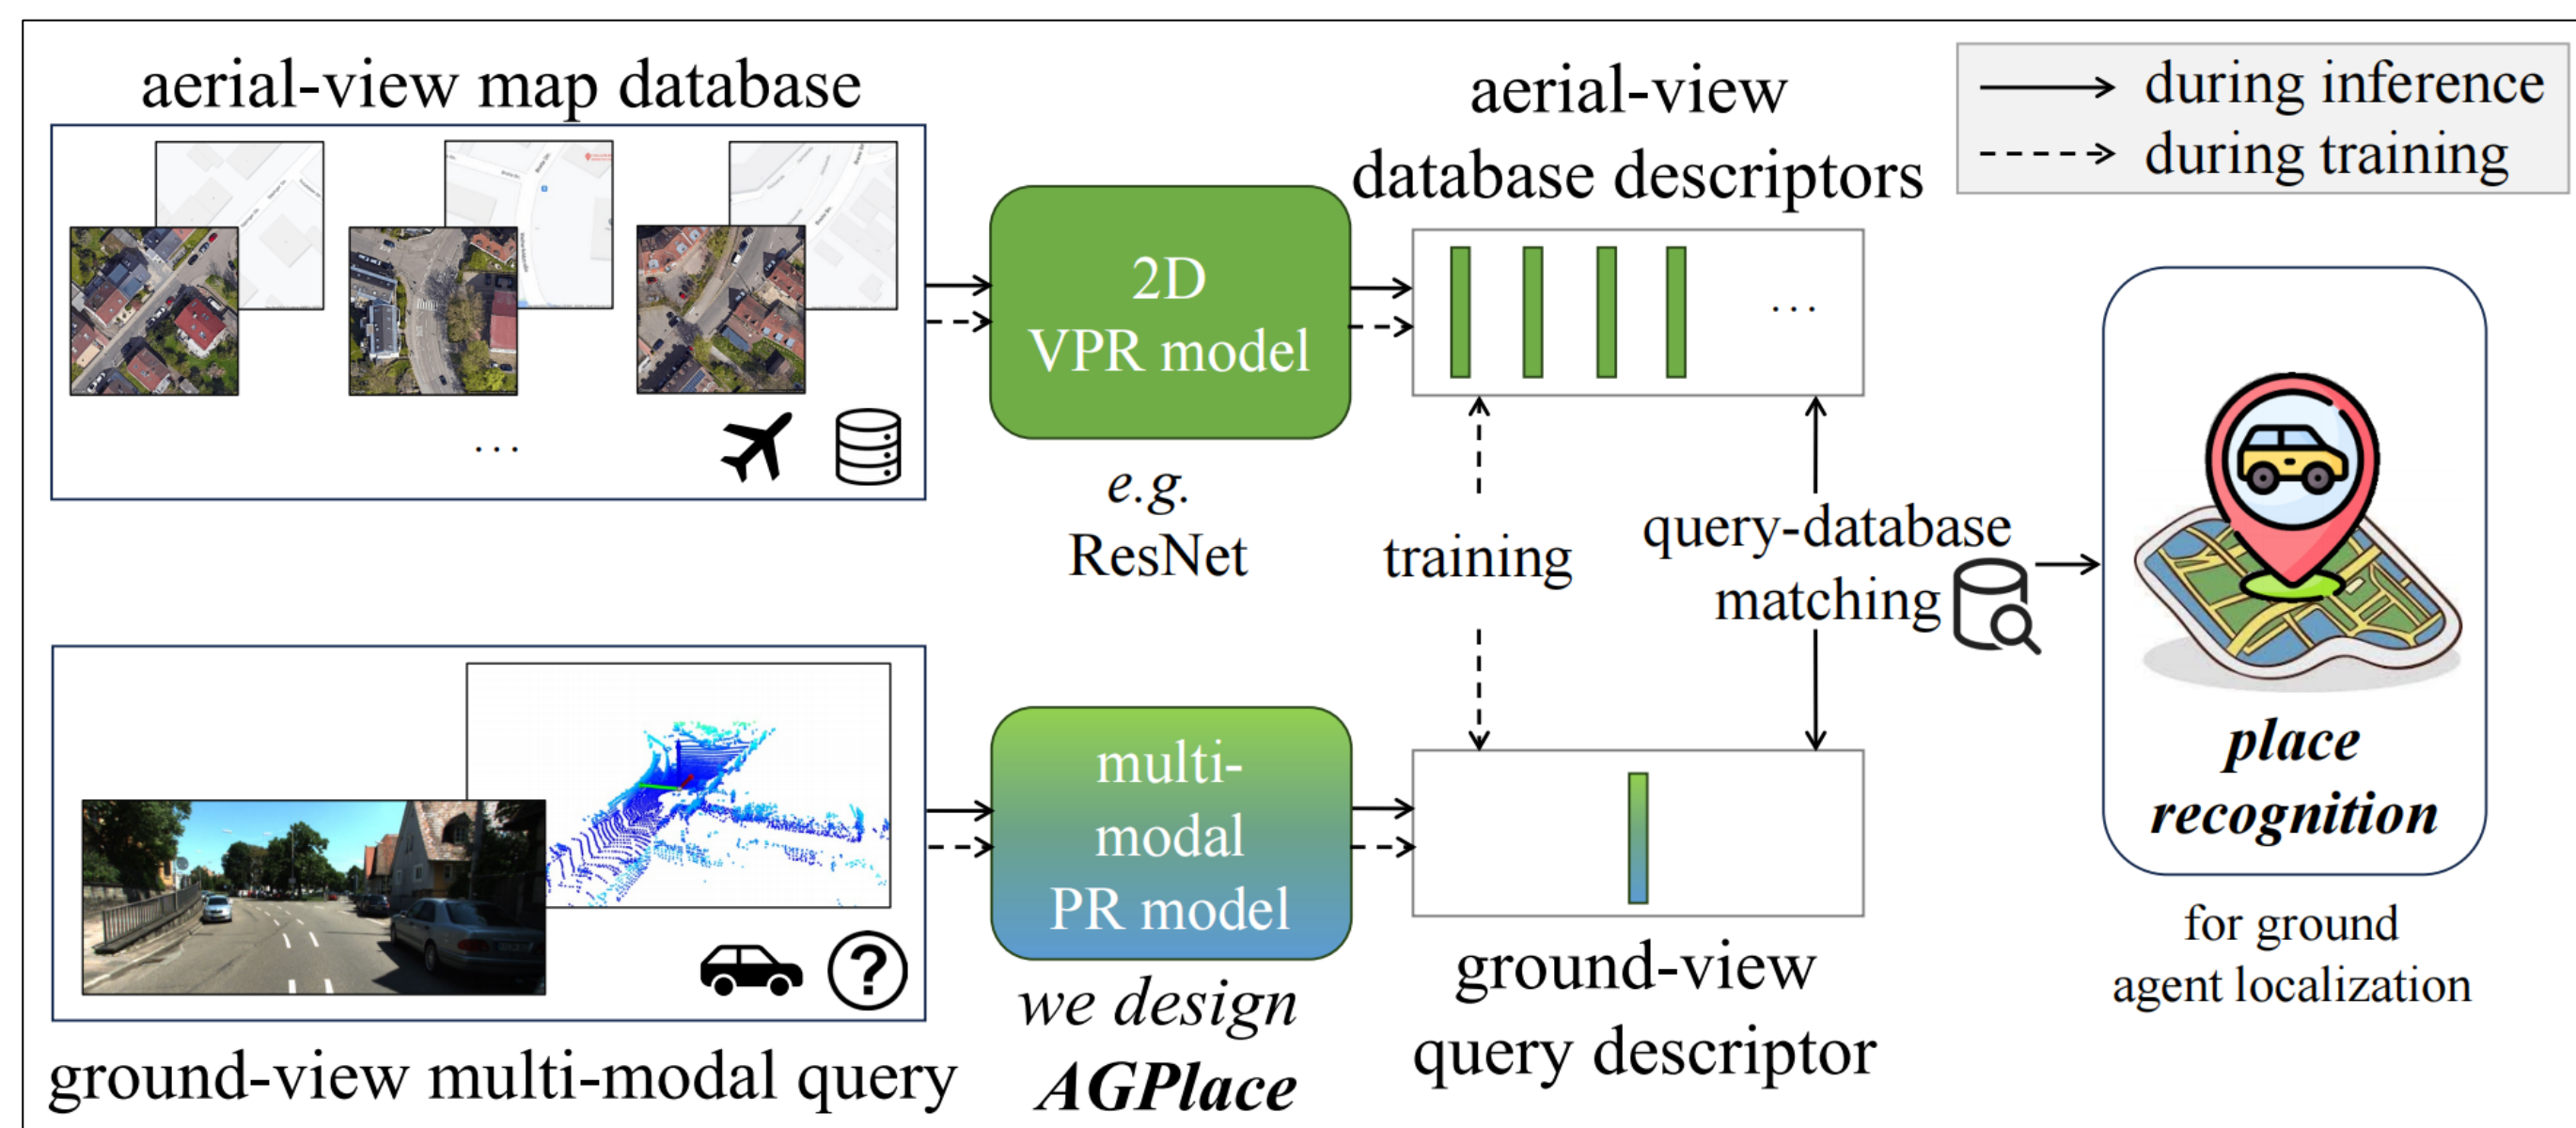 aerial-view map database
aerial-view
database descriptors
during inference
during training
2D
VPR model
...
...
e.g.
ResNet
training
query-database
matching
multi-
modal
PR model
place
recognition
for ground
agent localization
ground-view multi-modal query
we design
AGPlace
ground-view
query descriptor